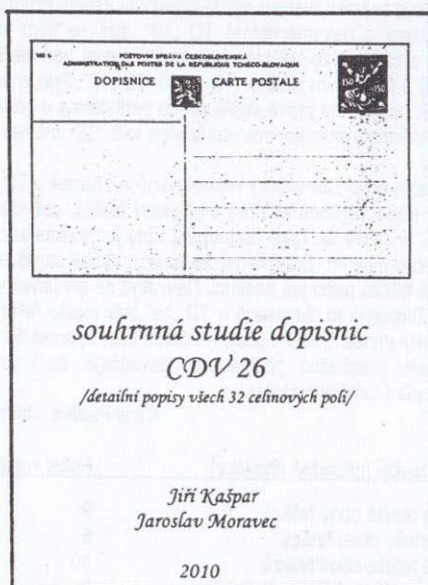 POŠTOVNÍ SPRÁVA ČESKOSLOVENSKÁ
ADMINISTRATION DES POSTES DE LA RÉPUBLIQUE TCHÉCO-SLOVAQUE
DOPISNICE CARTE POSTALE
150
souhrnná studie dopisnic
CDV 26
/detailní popisy všech 32 celinových polí/
Jiří Kašpar
Jaroslav Moravec
2010